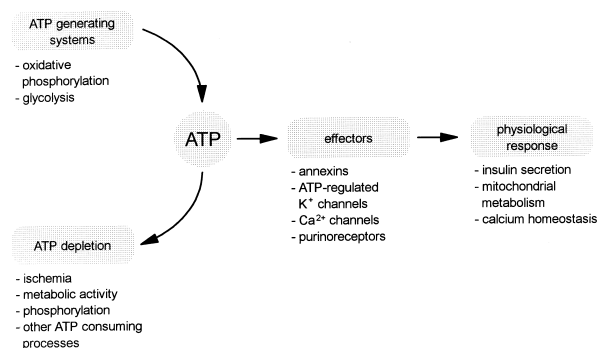 ATP generating
systems
- oxidative
phosphorylation
- glycolysis
ATP
effectors
- annexins
- ATP-regulated
K⁺ channels
- Ca²⁺ channels
- purinoreceptors
physiological
response
- insulin secretion
- mitochondrial
metabolism
- calcium homeostasis
ATP depletion
- ischemia
- metabolic activity
- phosphorylation
- other ATP consuming
processes